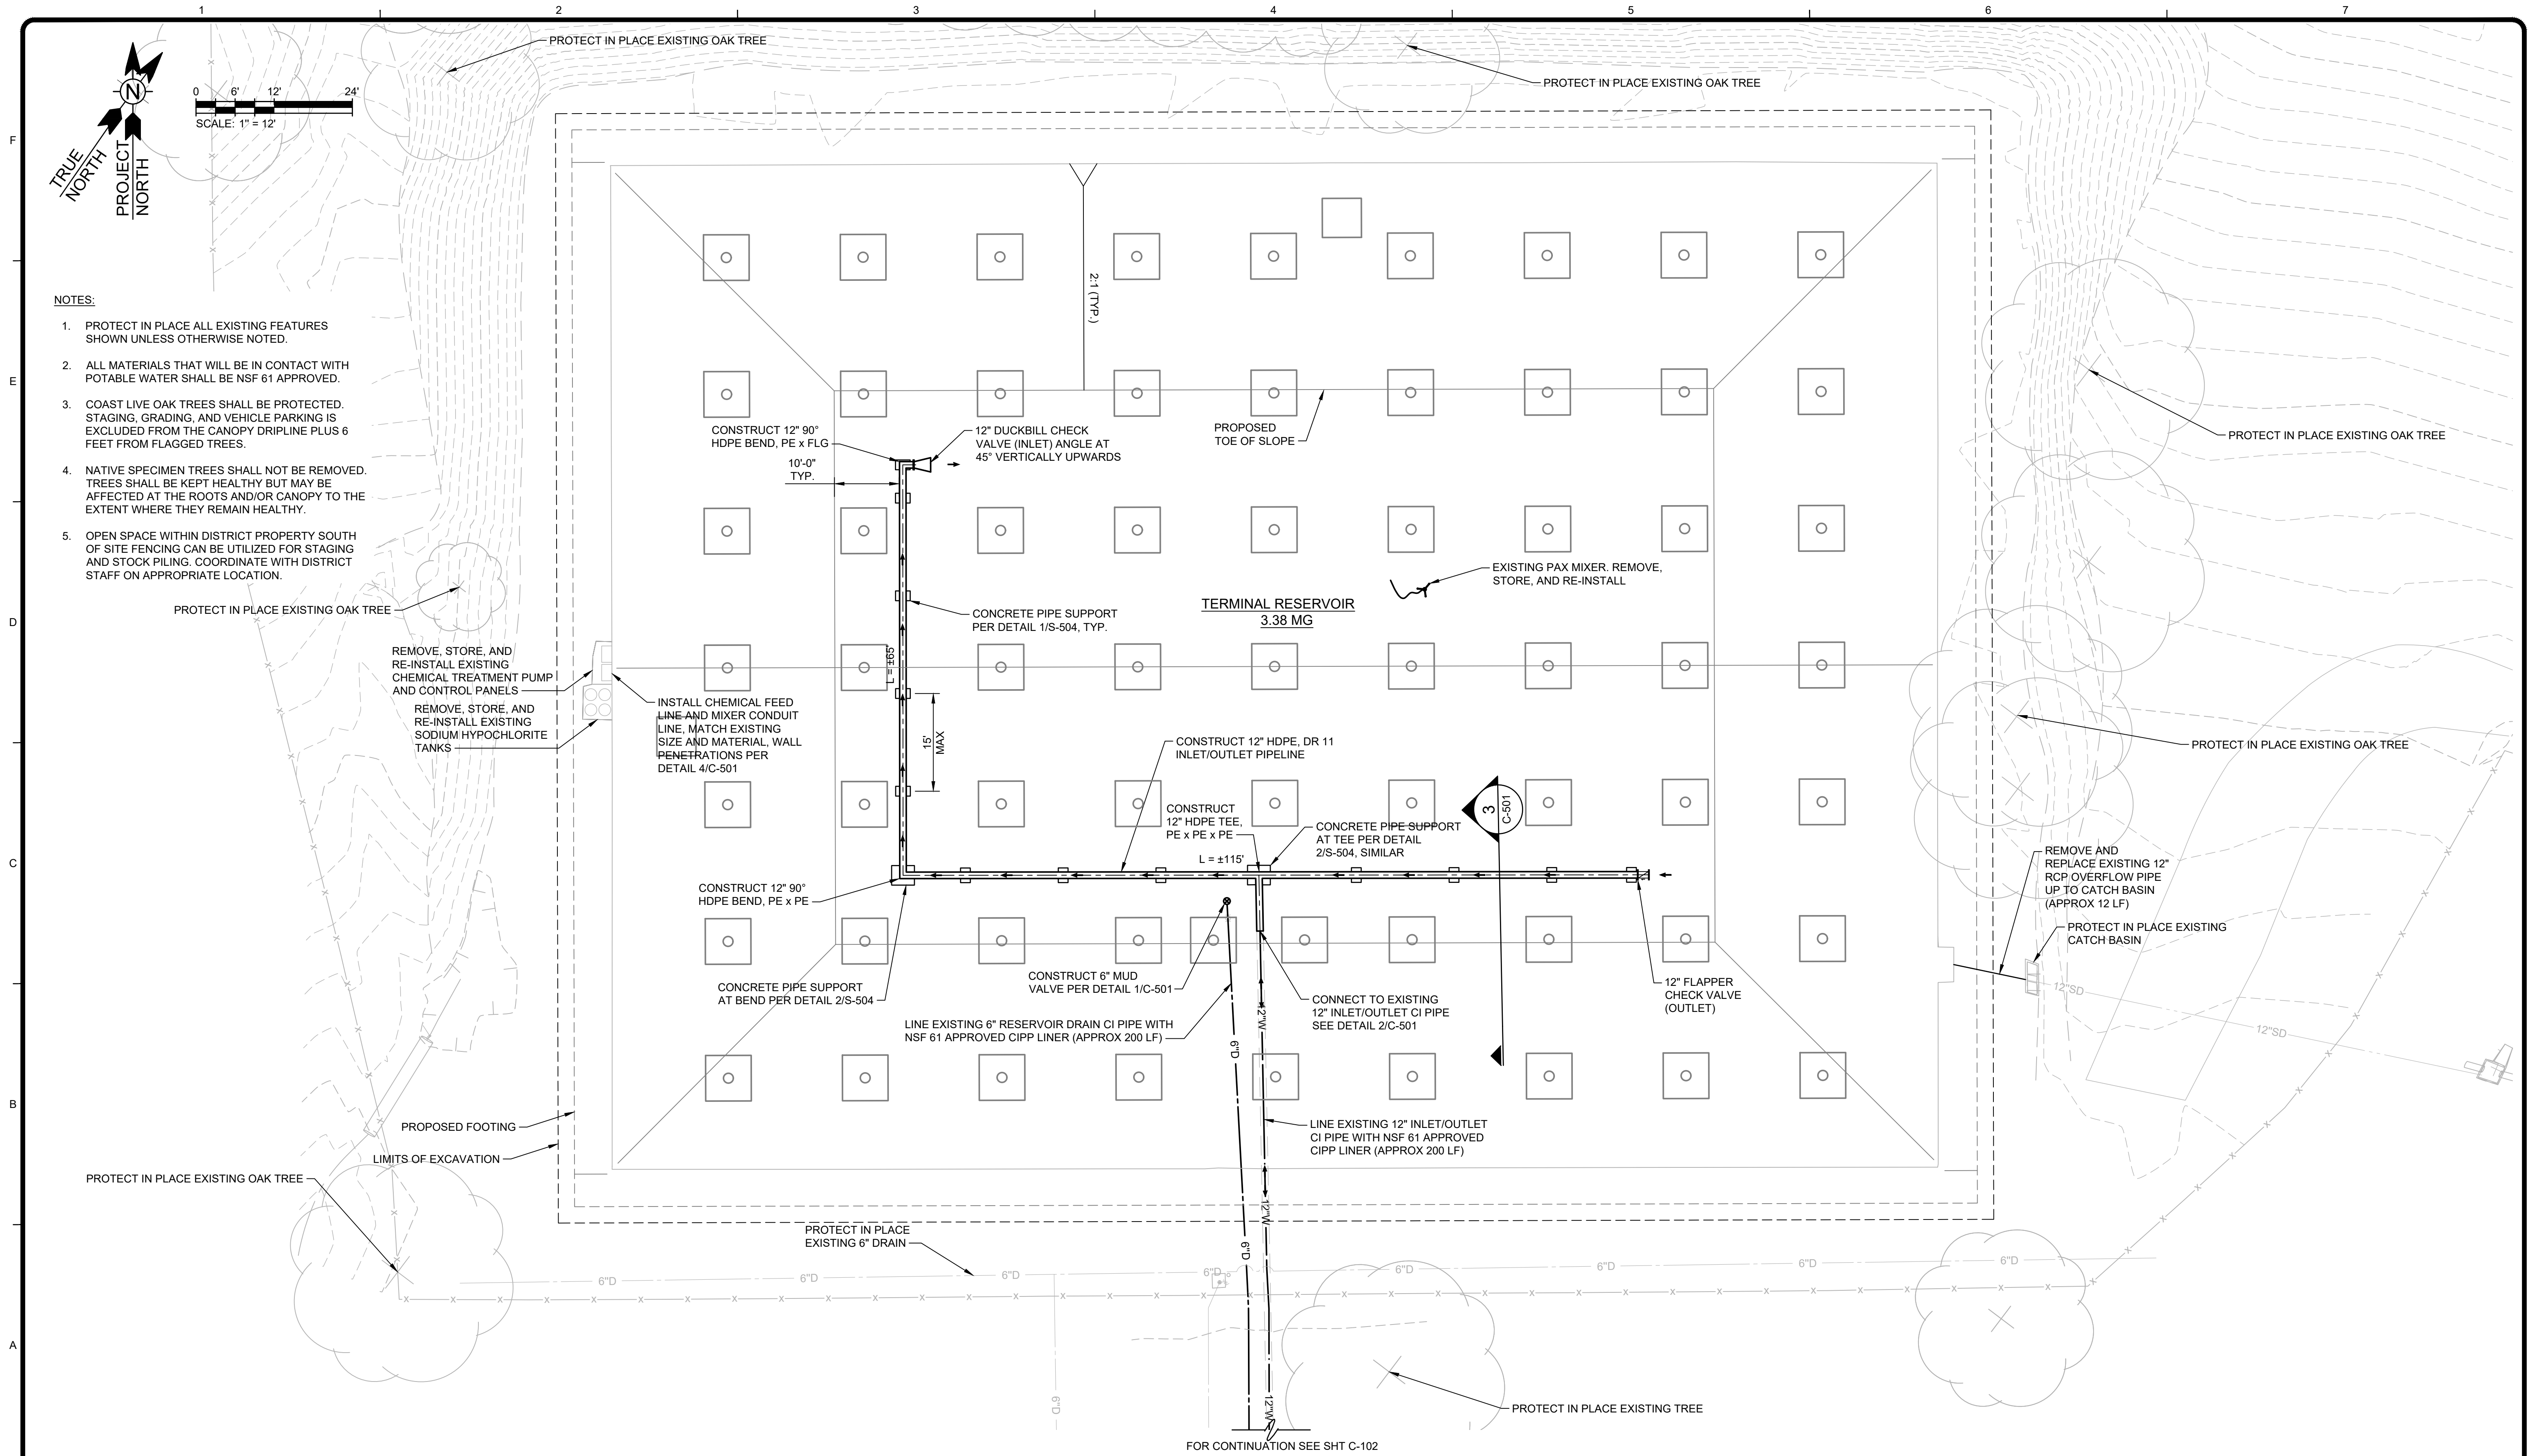 1
2
3
4
5
6
7
F
E
D
C
B
A
N
TRUE
NORTH
PROJECT
NORTH
0 6' 12' 24'
SCALE: 1" = 12'
PROTECT IN PLACE EXISTING OAK TREE
PROTECT IN PLACE EXISTING OAK TREE
NOTES:
1. PROTECT IN PLACE ALL EXISTING FEATURES
SHOWN UNLESS OTHERWISE NOTED.
2. ALL MATERIALS THAT WILL BE IN CONTACT WITH
POTABLE WATER SHALL BE NSF 61 APPROVED.
3. COAST LIVE OAK TREES SHALL BE PROTECTED.
STAGING, GRADING, AND VEHICLE PARKING IS
EXCLUDED FROM THE CANOPY DRIPLINE PLUS 6
FEET FROM FLAGGED TREES.
4. NATIVE SPECIMEN TREES SHALL NOT BE REMOVED.
TREES SHALL BE KEPT HEALTHY BUT MAY BE
AFFECTED AT THE ROOTS AND/OR CANOPY TO THE
EXTENT WHERE THEY REMAIN HEALTHY.
5. OPEN SPACE WITHIN DISTRICT PROPERTY SOUTH
OF SITE FENCING CAN BE UTILIZED FOR STAGING
AND STOCK PILING. COORDINATE WITH DISTRICT
STAFF ON APPROPRIATE LOCATION.
2:1 (TYP.)
CONSTRUCT 12" 90°
HDPE BEND, PE x FLG
10'-0"
TYP.
12" DUCKBILL CHECK
VALVE (INLET) ANGLE AT
45° VERTICALLY UPWARDS
PROPOSED
TOE OF SLOPE
PROTECT IN PLACE EXISTING OAK TREE
EXISTING PAX MIXER. REMOVE,
STORE, AND RE-INSTALL
TERMINAL RESERVOIR
3.38 MG
CONCRETE PIPE SUPPORT
PER DETAIL 1/S-504, TYP.
PROTECT IN PLACE EXISTING OAK TREE
REMOVE, STORE, AND
RE-INSTALL EXISTING
CHEMICAL TREATMENT PUMP
AND CONTROL PANELS
REMOVE, STORE, AND
RE-INSTALL EXISTING
SODIUM HYPOCHLORITE
TANKS
INSTALL CHEMICAL FEED
LINE AND MIXER CONDUIT
LINE, MATCH EXISTING
SIZE AND MATERIAL, WALL
PENETRATIONS PER
DETAIL 4/C-501
L = ±65'
15'
MAX
CONSTRUCT 12" HDPE, DR 11
INLET/OUTLET PIPELINE
PROTECT IN PLACE EXISTING OAK TREE
CONSTRUCT
12" HDPE TEE,
PE x PE x PE
CONCRETE PIPE SUPPORT
AT TEE PER DETAIL
2/S-504, SIMILAR
3
C-501
L = ±115'
CONSTRUCT 12" 90°
HDPE BEND, PE x PE
REMOVE AND
REPLACE EXISTING 12"
RCP OVERFLOW PIPE
UP TO CATCH BASIN
(APPROX 12 LF)
PROTECT IN PLACE EXISTING
CATCH BASIN
CONCRETE PIPE SUPPORT
AT BEND PER DETAIL 2/S-504
CONSTRUCT 6" MUD
VALVE PER DETAIL 1/C-501
CONNECT TO EXISTING
12" INLET/OUTLET CI PIPE
SEE DETAIL 2/C-501
12" FLAPPER
CHECK VALVE
(OUTLET)
12"SD
12"SD
LINE EXISTING 6" RESERVOIR DRAIN CI PIPE WITH
NSF 61 APPROVED CIPP LINER (APPROX 200 LF)
12"W
6"D
PROPOSED FOOTING
LIMITS OF EXCAVATION
LINE EXISTING 12" INLET/OUTLET
CI PIPE WITH NSF 61 APPROVED
CIPP LINER (APPROX 200 LF)
PROTECT IN PLACE EXISTING OAK TREE
12"W
6"D
PROTECT IN PLACE
EXISTING 6" DRAIN
6"D
6"D
6"D
6"D
6"D
6"D
6"D
6"D
6"D
12"W
PROTECT IN PLACE EXISTING TREE
FOR CONTINUATION SEE SHT C-102